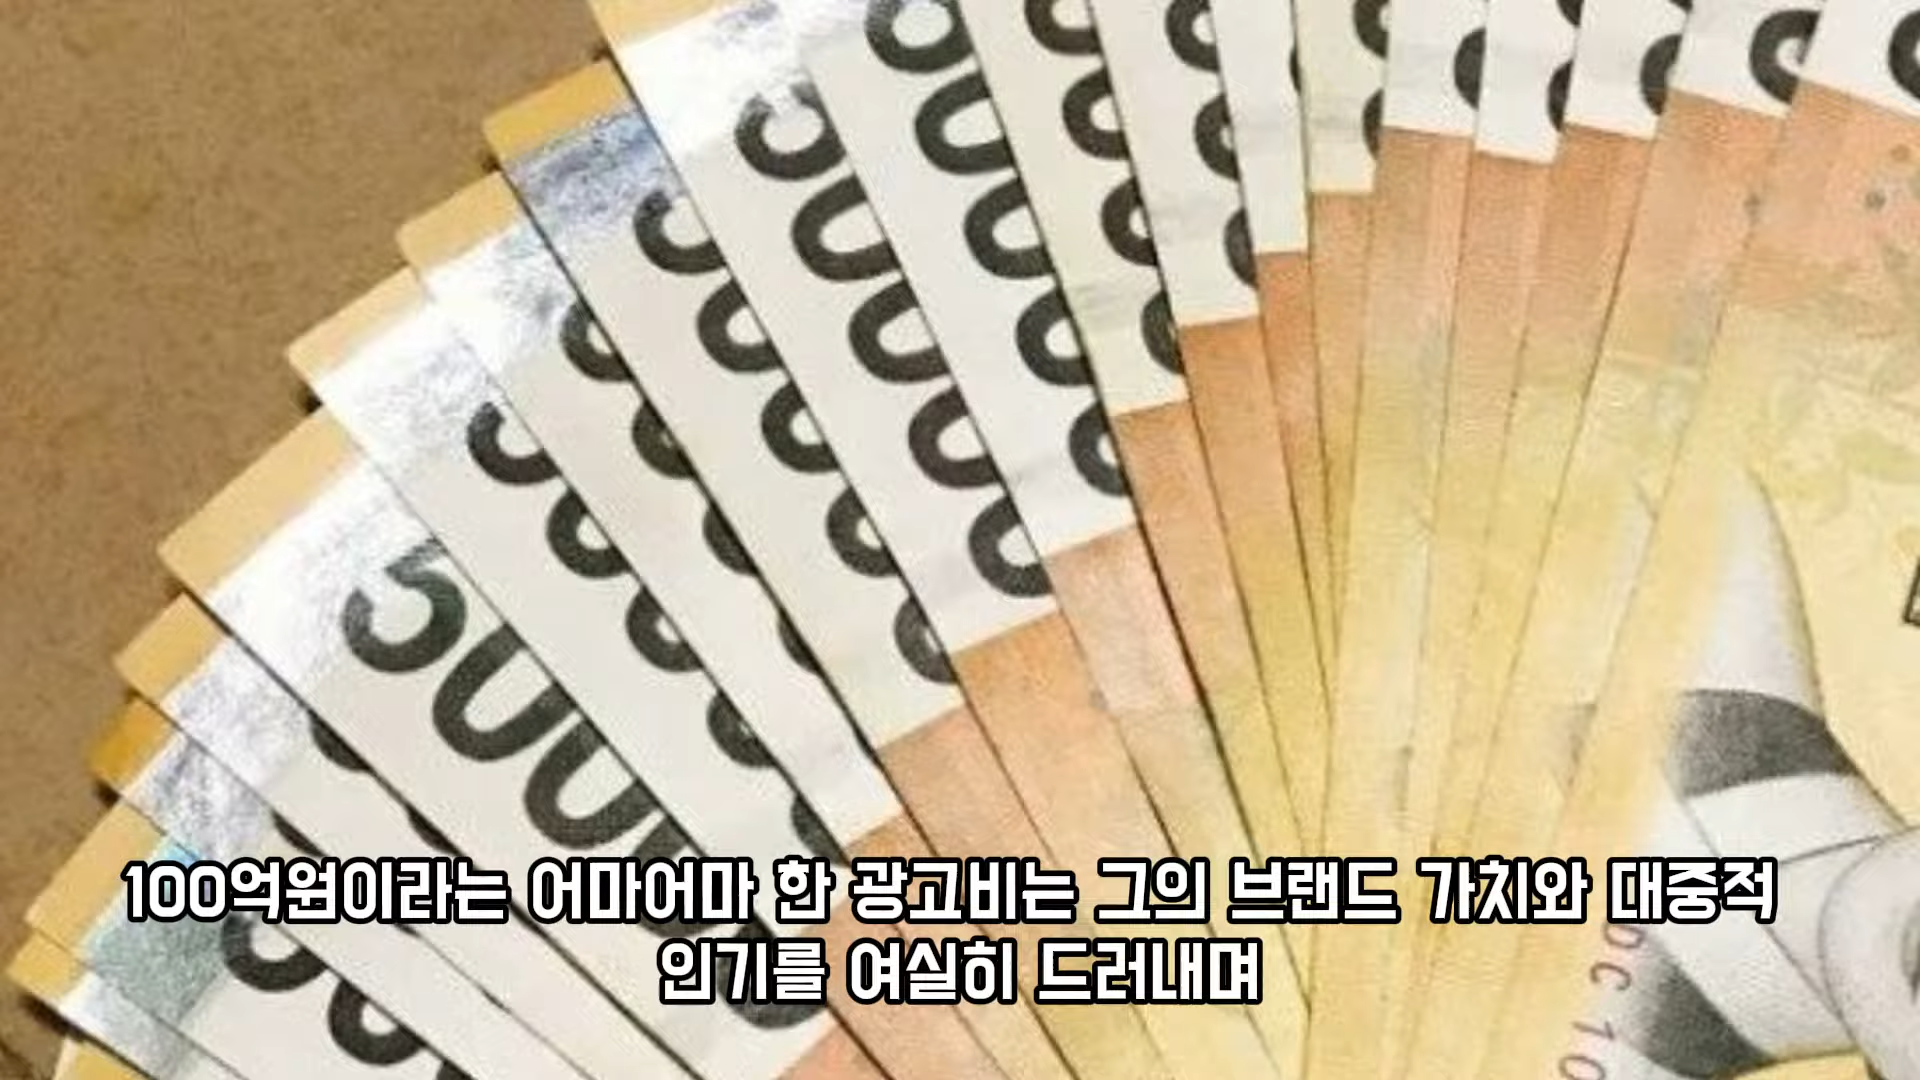 5000
100억원이라는 어마어마 한 광고비는 그의 브랜드 가치와 대중적
인기를 여실히 드러내며